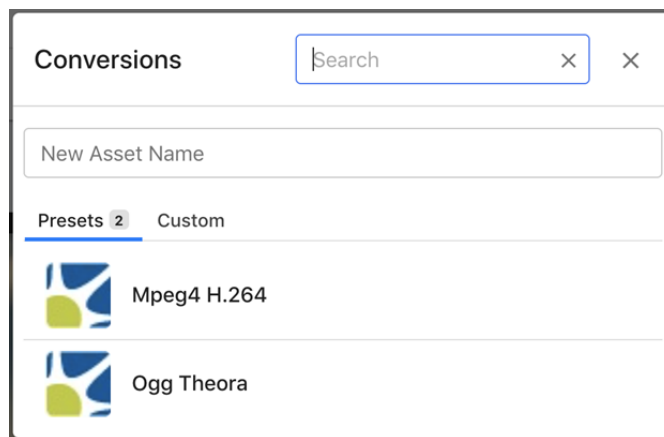 Conversions
Search
New Asset Name
Presets 2 Custom
Mpeg4 H.264
Ogg Theora